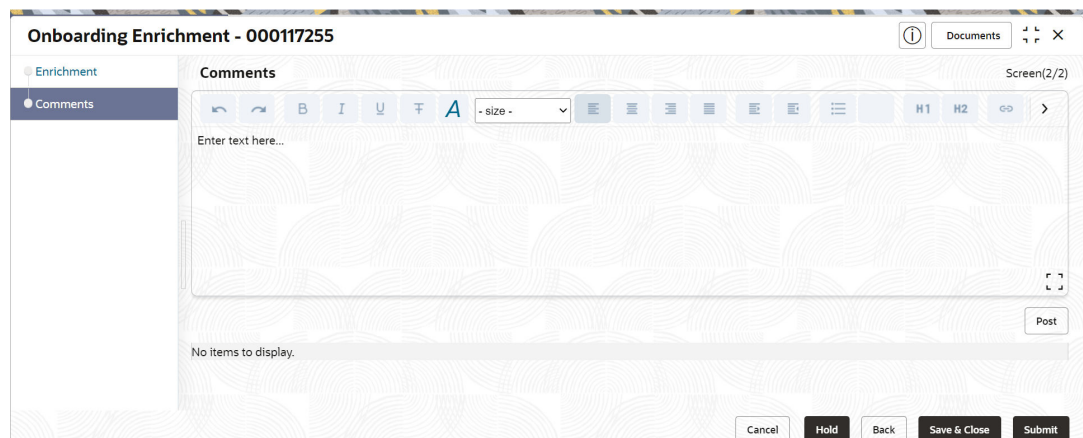 Onboarding Enrichment - 000117255
Documents
Enrichment
Comments
Comments
Screen(2/2)
B I U T A - size - H1 H2
Enter text here...
Post
No items to display.
Cancel Hold Back Save & Close Submit